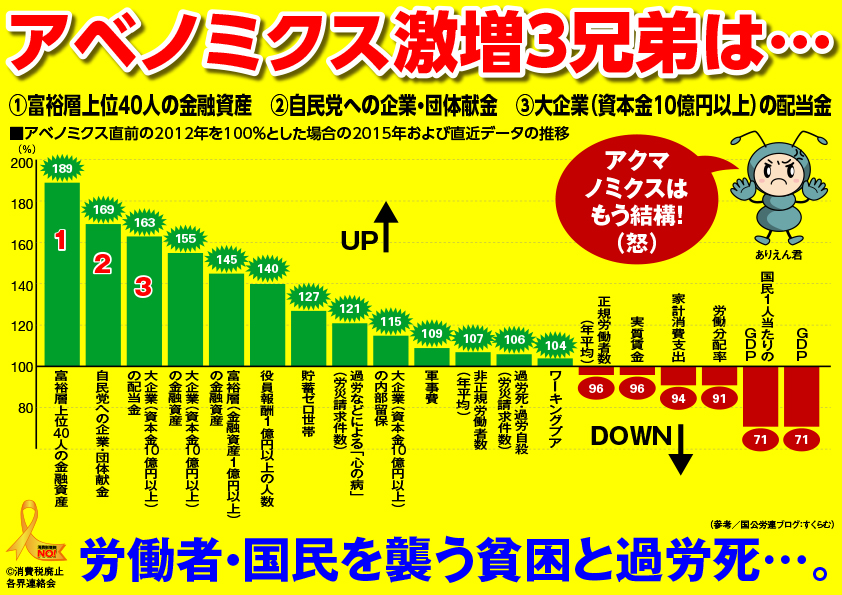 アベノミクス激増3兄弟は…
①富裕層上位40人の金融資産 ②自民党への企業・団体献金 ③大企業(資本金10億円以上)の配当金
■アベノミクス直前の2012年を100%とした場合の2015年および直近データの推移
(%)
200
180
160
140
120
100
80
189
169
163
155
145
140
127
121
115
109
107
106
104
1
2
3
UP
アクマ
ノミクスは
もう結構!
(怒)
ありえん君
富裕層上位40人の金融資産
自民党への企業・団体献金
大企業(資本金10億円以上)
の配当金
大企業(資本金10億円以上)
の金融資産
富裕層(金融資産1億円以上)
の金融資産
役員報酬1億円以上の人数
貯蓄ゼロ世帯
過労などによる「心の病」
(労災請求件数)
大企業(資本金10億円以上)
の内部留保
軍事費
非正規労働者数
(年平均)
過労死・過労自殺
(労災請求件数)
ワーキングプア
正規労働者数
(年平均)
実質賃金
家計消費支出
労働分配率
国民1人当たりの
GDP
GDP
96
96
94
91
71
71
DOWN
(参考/国公労連ブログ:すくらむ)
NO!
©消費税廃止
各界連絡会
労働者・国民を襲う貧困と過労死…。